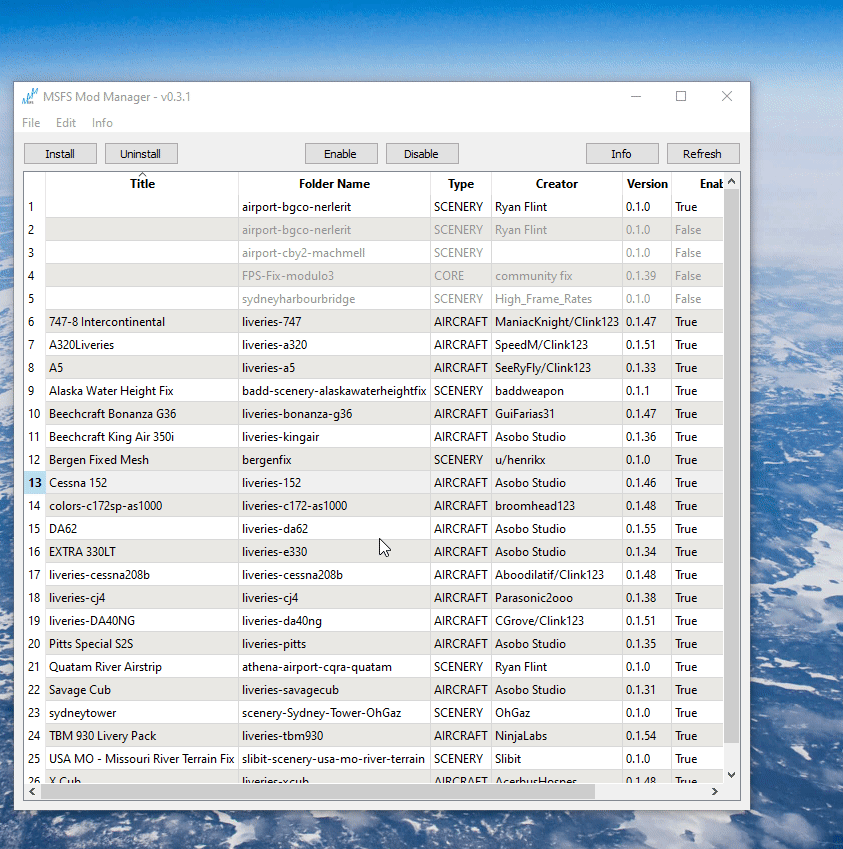 MSFS Mod Manager - v0.3.1
File Edit Info
Install Uninstall Enable Disable Info Refresh
Title Folder Name Type Creator Version Enab
1 airport-bgco-nerlerit SCENERY Ryan Flint 0.1.0 True
2 airport-bgco-nerlerit SCENERY Ryan Flint 0.1.0 False
3 airport-cby2-machmell SCENERY 0.1.0 False
4 FPS-Fix-modulo3 CORE community fix 0.1.39 False
5 sydneyharbourbridge SCENERY High_Frame_Rates 0.1.0 False
6 747-8 Intercontinental liveries-747 AIRCRAFT ManiacKnight/Clink123 0.1.47 True
7 A320Liveries liveries-a320 AIRCRAFT SpeedM/Clink123 0.1.51 True
8 A5 liveries-a5 AIRCRAFT SeeRyFly/Clink123 0.1.33 True
9 Alaska Water Height Fix badd-scenery-alaskawaterheightfix SCENERY baddweapon 0.1.1 True
10 Beechcraft Bonanza G36 liveries-bonanza-g36 AIRCRAFT GuiFarias31 0.1.47 True
11 Beechcraft King Air 350i liveries-kingair AIRCRAFT Asobo Studio 0.1.36 True
12 Bergen Fixed Mesh bergenfix SCENERY u/henrikx 0.1.0 True
13 Cessna 152 liveries-152 AIRCRAFT Asobo Studio 0.1.46 True
14 colors-c172sp-as1000 liveries-c172-as1000 AIRCRAFT broomhead123 0.1.48 True
15 DA62 liveries-da62 AIRCRAFT Asobo Studio 0.1.55 True
16 EXTRA 330LT liveries-e330 AIRCRAFT Asobo Studio 0.1.34 True
17 liveries-cessna208b liveries-cessna208b AIRCRAFT Aboodilatif/Clink123 0.1.48 True
18 liveries-cj4 liveries-cj4 AIRCRAFT Parasonic2ooo 0.1.38 True
19 liveries-DA40NG liveries-da40ng AIRCRAFT CGrove/Clink123 0.1.51 True
20 Pitts Special S2S liveries-pitts AIRCRAFT Asobo Studio 0.1.35 True
21 Quatam River Airstrip athena-airport-cqra-quatam SCENERY Ryan Flint 0.1.0 True
22 Savage Cub liveries-savagecub AIRCRAFT Asobo Studio 0.1.31 True
23 sydneytower scenery-Sydney-Tower-OhGaz SCENERY OhGaz 0.1.0 True
24 TBM 930 Livery Pack liveries-tbm930 AIRCRAFT NinjaLabs 0.1.54 True
25 USA MO - Missouri River Terrain Fix slibit-scenery-usa-mo-river-terrain SCENERY Slibit 0.1.0 True
26 X Cub liveries-xcub AIRCRAFT AcerbusHospes 0.1.48 True